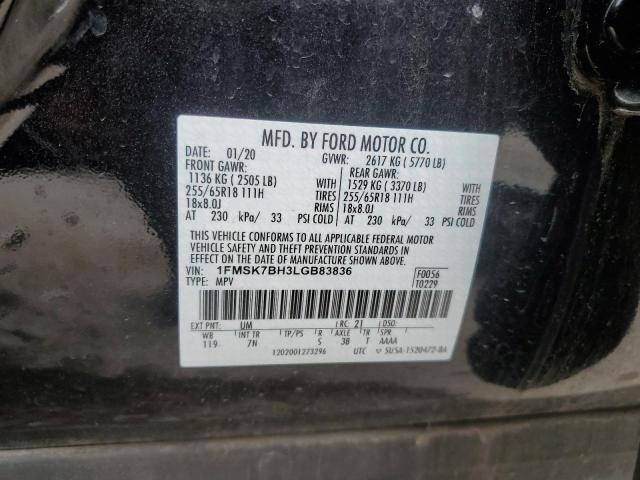 MFD. BY FORD MOTOR CO.
DATE: 01/20 GVWR: 2617 KG ( 5770 LB)
FRONT GAWR: REAR GAWR:
1136 KG ( 2505 LB) WITH 1529 KG ( 3370 LB) WITH
255/65R18 111H TIRES 255/65R18 111H TIRES
18x8.0J RIMS 18x8.0J RIMS
AT 230 kPa/ 33 PSI COLD AT 230 kPa/ 33 PSI COLD
THIS VEHICLE CONFORMS TO ALL APPLICABLE FEDERAL MOTOR
VEHICLE SAFETY AND THEFT PREVENTION STANDARDS IN
EFFECT ON THE DATE OF MANUFACTURE SHOWN ABOVE.
VIN: 1FMSK7BH3LGB83836 F0056
TYPE: MPV T0229
EXT PNT: UM RC: 21 DSO:
WB INT TR TP/PS R AXLE TR SPR
119 7N S 3B T AAAA
1202001273296 UTC SU5A-1520472-BA